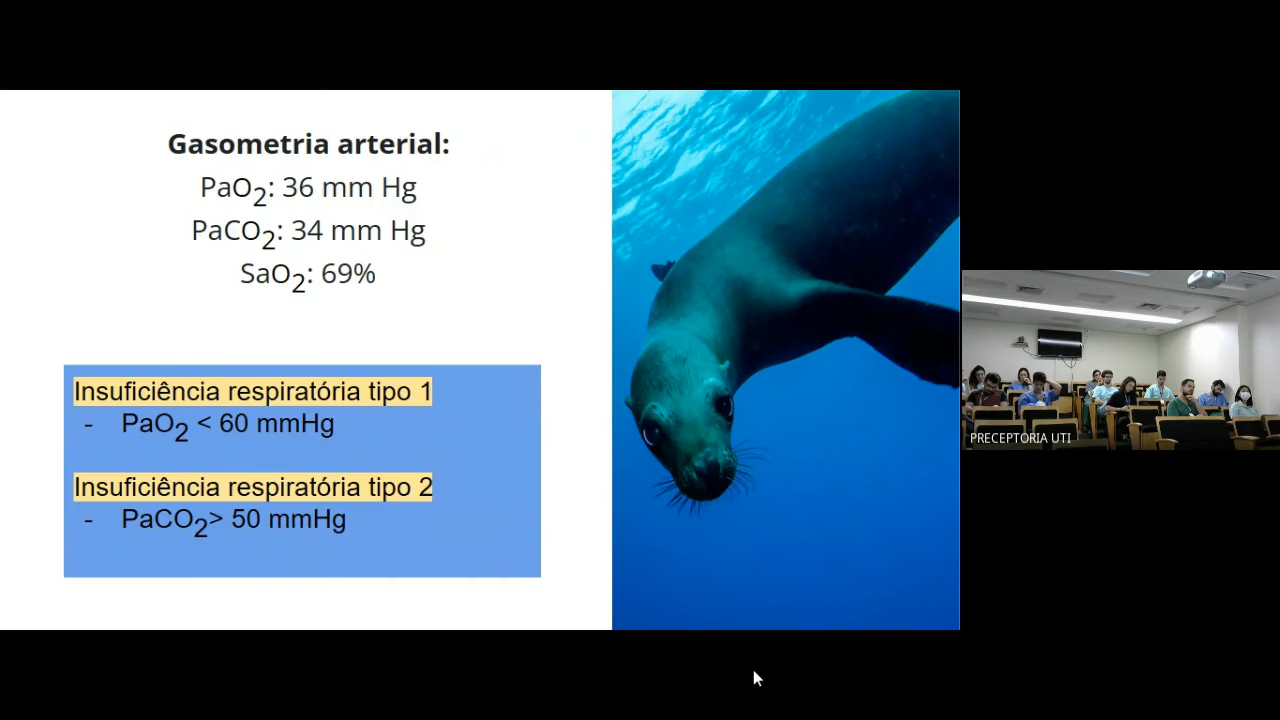 Gasometria arterial:
PaO2: 36 mm Hg
PaCO2: 34 mm Hg
SaO2: 69%
Insuficiência respiratória tipo 1
- PaO2 < 60 mmHg
Insuficiência respiratória tipo 2
- PaCO2> 50 mmHg
PRECEPTORIA UTI